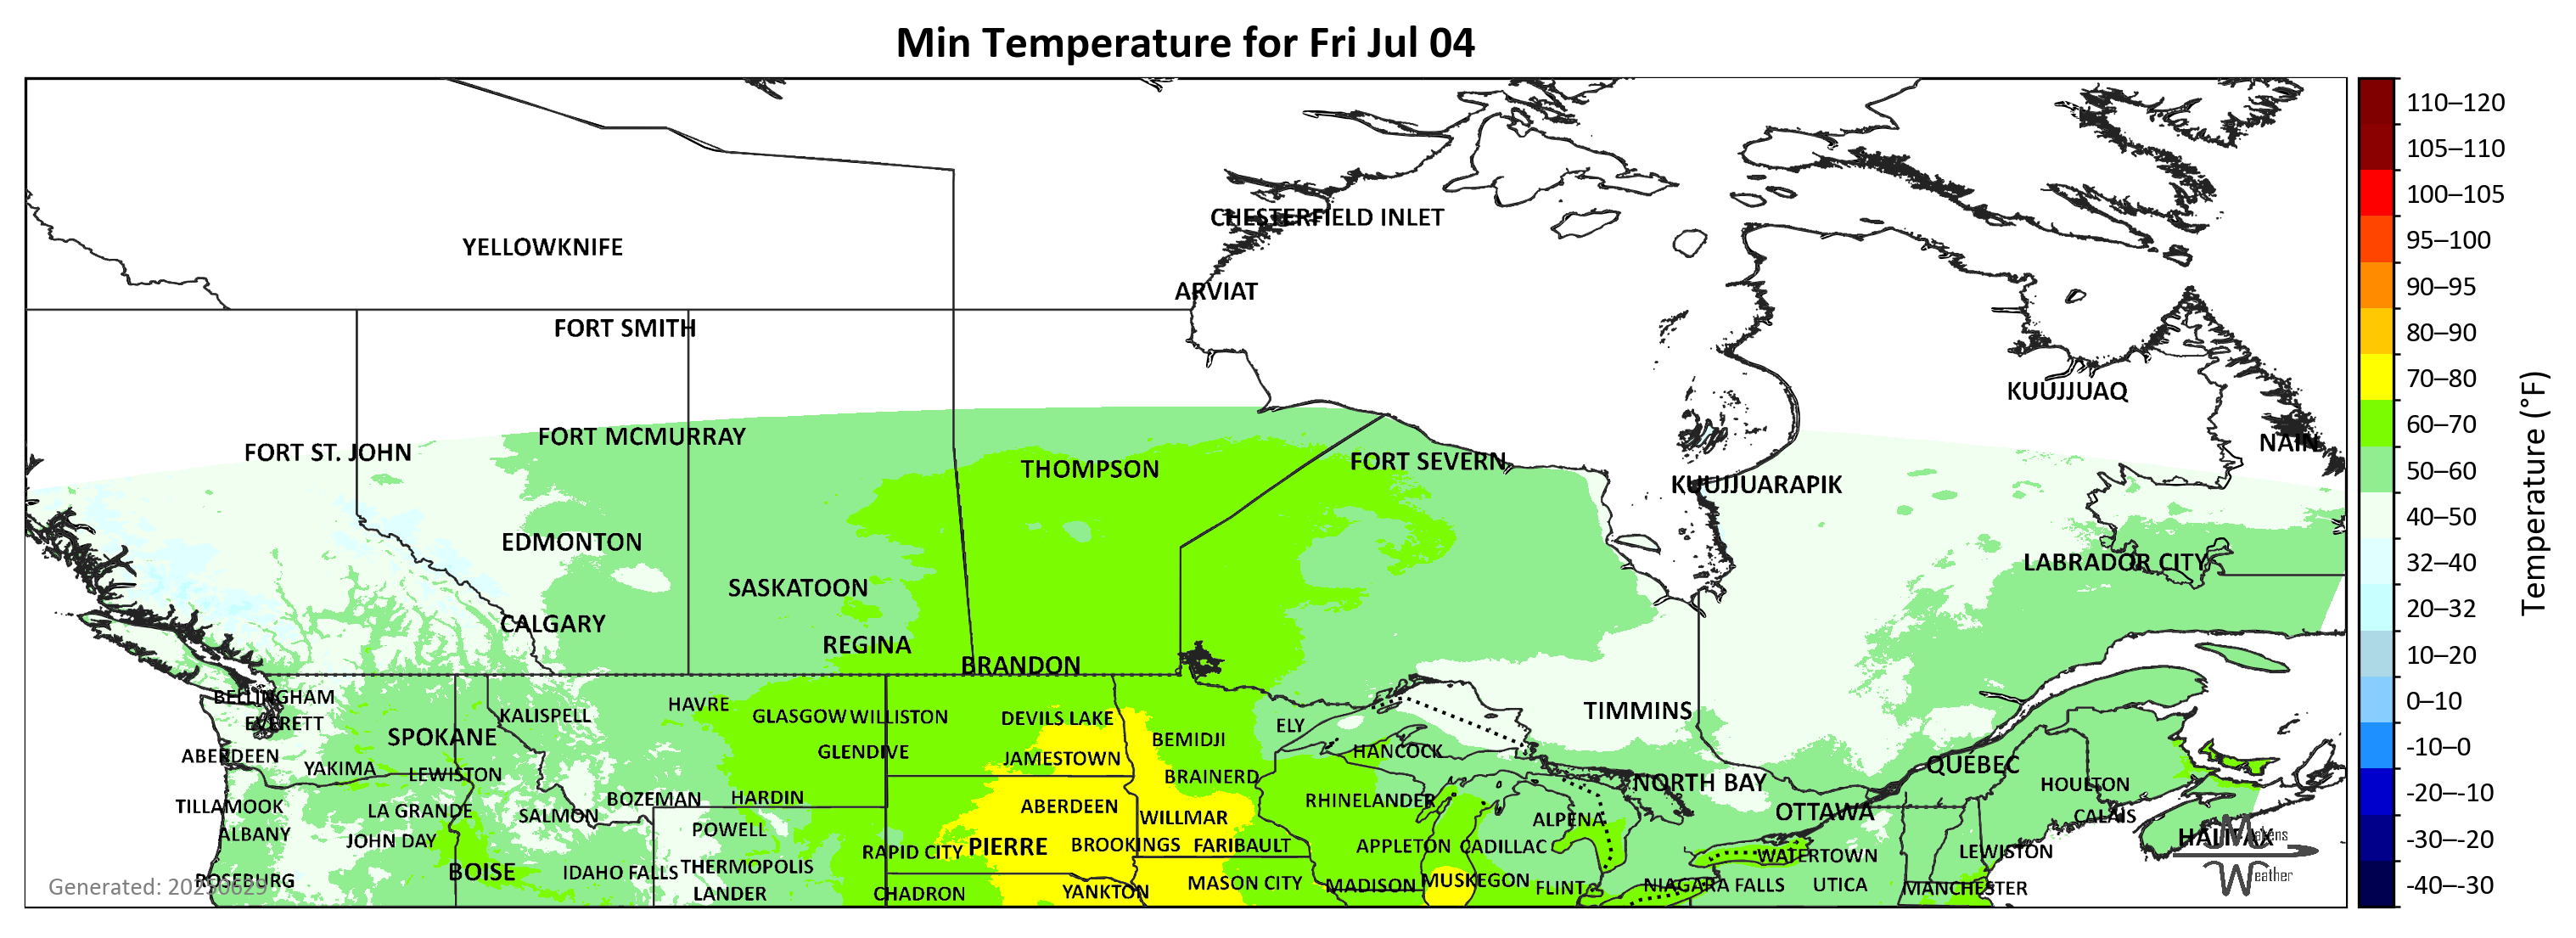 Min Temperature for Fri Jul 04
110–120
105–110
100–105
95–100
90–95
80–90
70–80
60–70
50–60
40–50
32–40
20–32
10–20
0–10
-10–0
-20–-10
-30–-20
-40–-30
Temperature (°F)
CHESTERFIELD INLET
YELLOWKNIFE
ARVIAT
FORT SMITH
KUUJJUAQ
FORT MCMURRAY
NAIN
FORT ST. JOHN
FORT SEVERN
THOMPSON
KUUJJUARAPIK
EDMONTON
LABRADOR CITY
SASKATOON
CALGARY
REGINA
BRANDON
BELLINGHAM
HAVRE
TIMMINS
KALISPELL
GLASGOW
WILLISTON
DEVILS LAKE
EVERETT
ELY
SPOKANE
BEMIDJI
HANCOCK
GLENDIVE
ABERDEEN
JAMESTOWN
QUÉBEC
YAKIMA
LEWISTON
BRAINERD
NORTH BAY
HOULTON
BOZEMAN
HARDIN
RHINELANDER
TILLAMOOK
ABERDEEN
LA GRANDE
OTTAWA
SALMON
WILLMAR
CALAIS
ALPENA
POWELL
ALBANY
HALIFAX
JOHN DAY
PIERRE
BROOKINGS
FARIBAULT
APPLETON
CADILLAC
RAPID CITY
LEWISTON
WATERTOWN
THERMOPOLIS
BOISE
IDAHO FALLS
ROSEBURG
MUSKEGON
MASON CITY
MADISON
NIAGARA FALLS
UTICA
FLINT
MANCHESTER
YANKTON
LANDER
CHADRON
Generated: 20250629
Makens
Weather